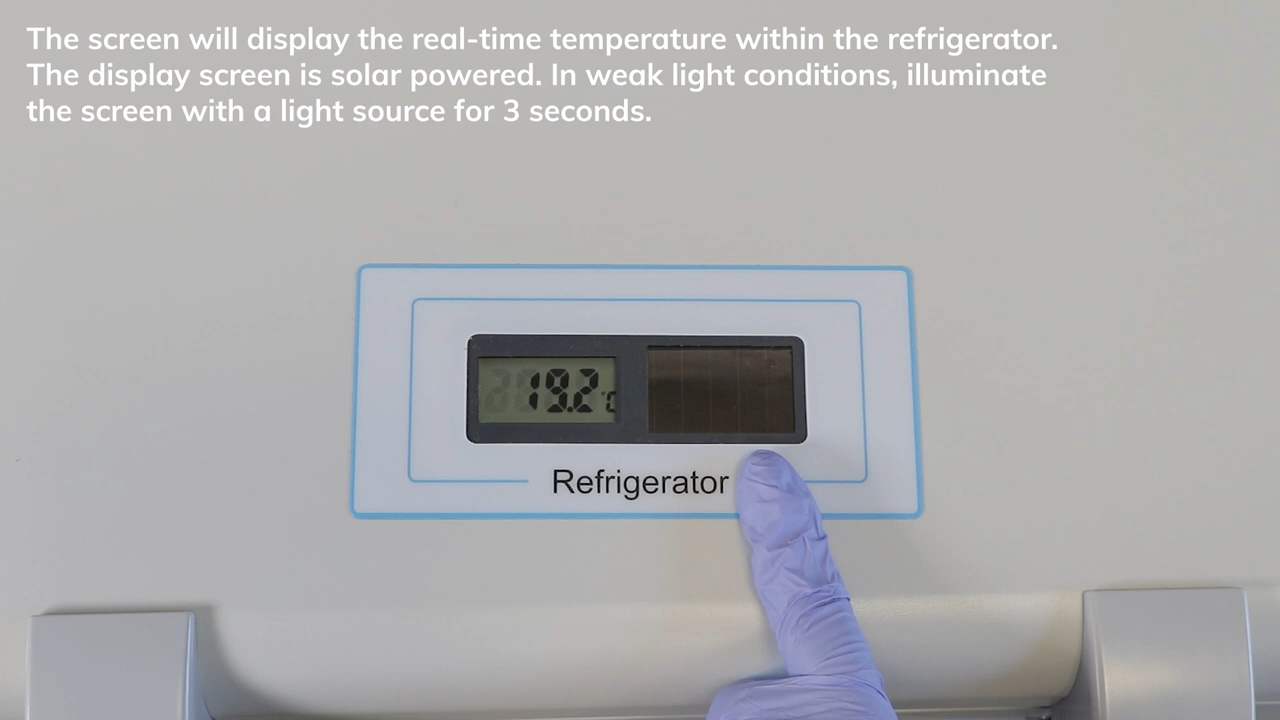 The screen will display the real-time temperature within the refrigerator.
The display screen is solar powered. In weak light conditions, illuminate
the screen with a light source for 3 seconds.
19.2 °C
Refrigerator